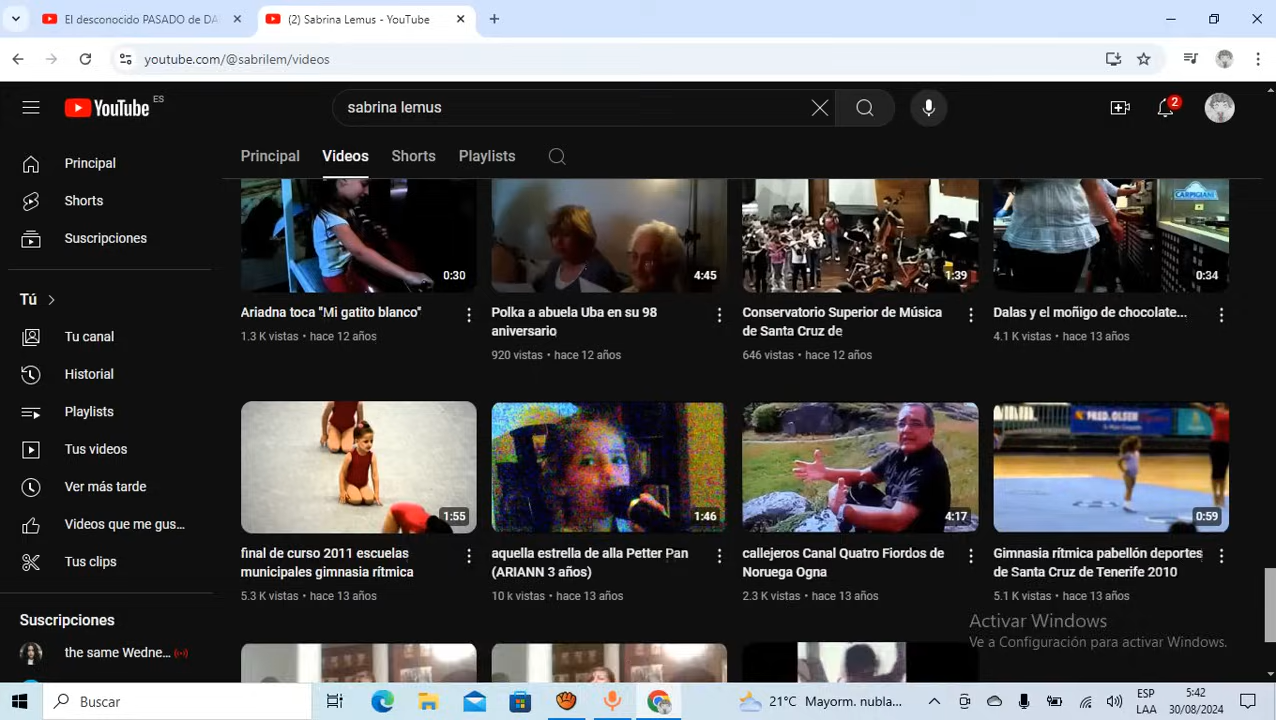 El desconocido PASADO de DA
(2) Sabrina Lemus - YouTube
youtube.com/@sabrilem/videos
YouTube ES
sabrina lemus
2
Principal
Videos
Shorts
Playlists
Principal
Shorts
Suscripciones
Tú
Tu canal
Historial
Playlists
Tus videos
Ver más tarde
Videos que me gus...
Tus clips
Suscripciones
the same Wedne...
0:30
Ariadna toca "Mi gatito blanco"
1.3 K vistas • hace 12 años
4:45
Polka a abuela Uba en su 98
aniversario
920 vistas • hace 12 años
1:39
Conservatorio Superior de Música
de Santa Cruz de
646 vistas • hace 12 años
CARPIGIANI
0:34
Dalas y el moñigo de chocolate...
4.1 K vistas • hace 13 años
1:55
final de curso 2011 escuelas
municipales gimnasia rítmica
5.3 K vistas • hace 13 años
1:46
aquella estrella de alla Petter Pan
(ARIANN 3 años)
10 k vistas • hace 13 años
4:17
callejeros Canal Quatro Fiordos de
Noruega Ogna
2.3 K vistas • hace 13 años
FRED. OLSEN
0:59
Gimnasia rítmica pabellón deportes
de Santa Cruz de Tenerife 2010
5.1 K vistas • hace 13 años
Activar Windows
Ve a Configuración para activar Windows.
Buscar
21°C Mayorm. nubla...
ESP
LAA
5:42
30/08/2024